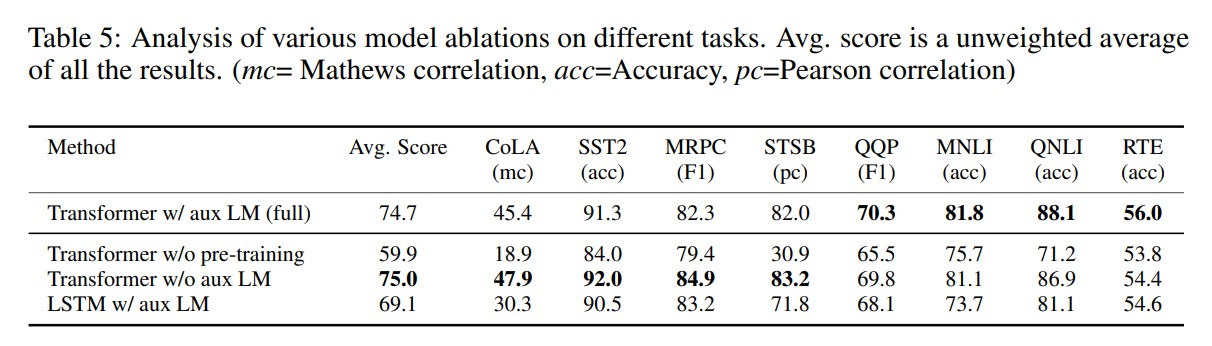 Table 5: Analysis of various model ablations on different tasks. Avg. score is a unweighted average
of all the results. (mc= Mathews correlation, acc=Accuracy, pc=Pearson correlation)
Method Avg. Score CoLA SST2 MRPC STSB QQP MNLI QNLI RTE
(mc) (acc) (F1) (pc) (F1) (acc) (acc) (acc)
Transformer w/ aux LM (full) 74.7 45.4 91.3 82.3 82.0 70.3 81.8 88.1 56.0
Transformer w/o pre-training 59.9 18.9 84.0 79.4 30.9 65.5 75.7 71.2 53.8
Transformer w/o aux LM 75.0 47.9 92.0 84.9 83.2 69.8 81.1 86.9 54.4
LSTM w/ aux LM 69.1 30.3 90.5 83.2 71.8 68.1 73.7 81.1 54.6